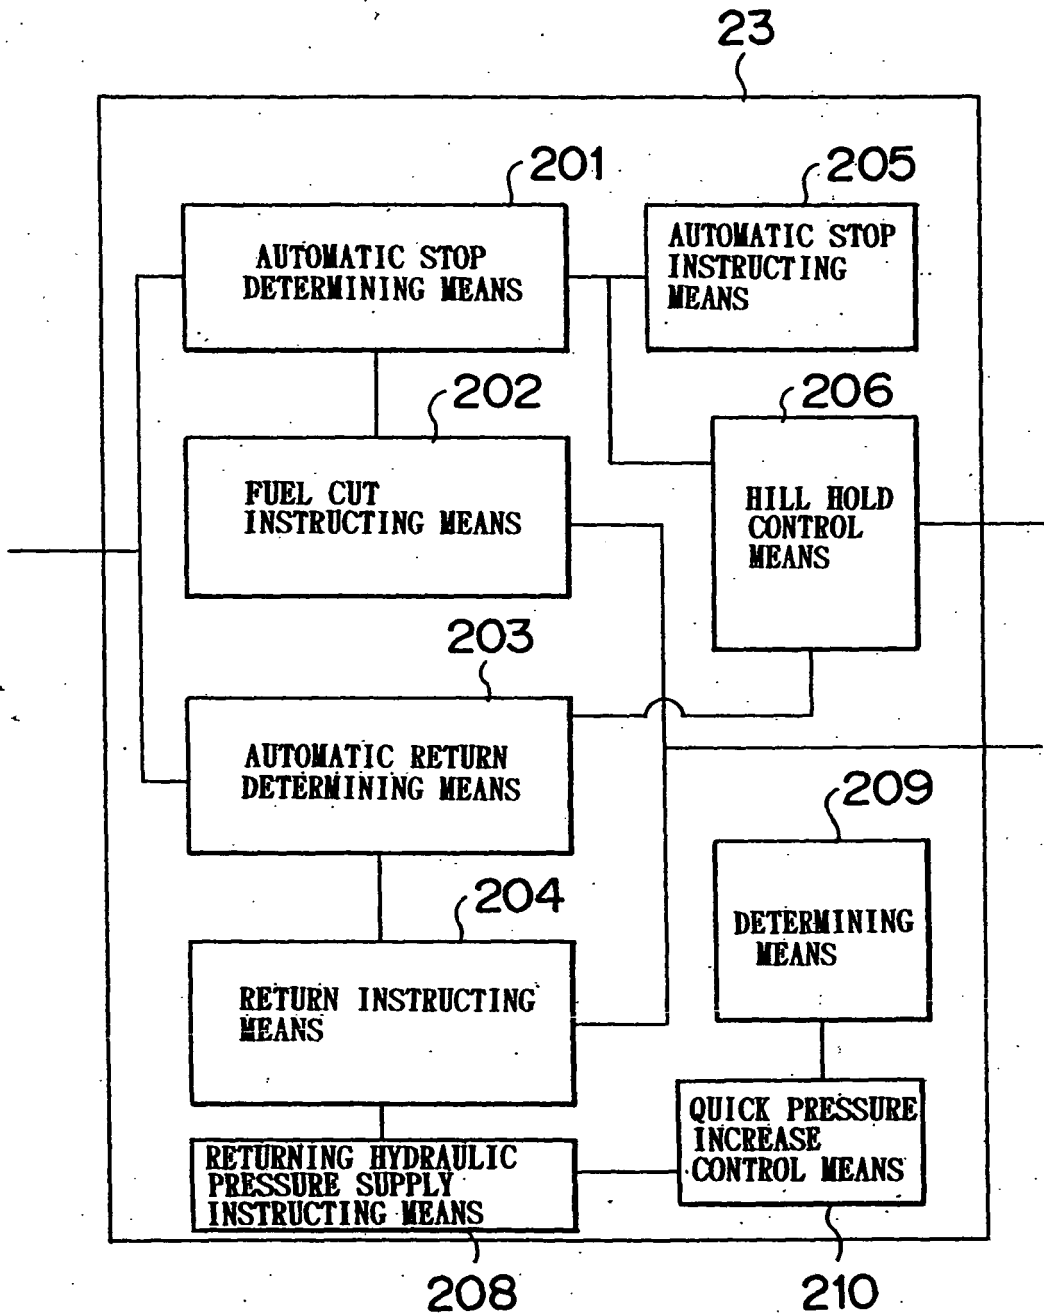 23
201
AUTOMATIC STOP
DETERMINING MEANS
205
AUTOMATIC STOP
INSTRUCTING
MEANS
202
FUEL CUT
INSTRUCTING MEANS
206
HILL HOLD
CONTROL
MEANS
203
AUTOMATIC RETURN
DETERMINING MEANS
204
RETURN INSTRUCTING
MEANS
209
DETERMINING
MEANS
RETURNING HYDRAULIC
PRESSURE SUPPLY
INSTRUCTING MEANS
208
QUICK PRESSURE
INCREASE
CONTROL MEANS
210